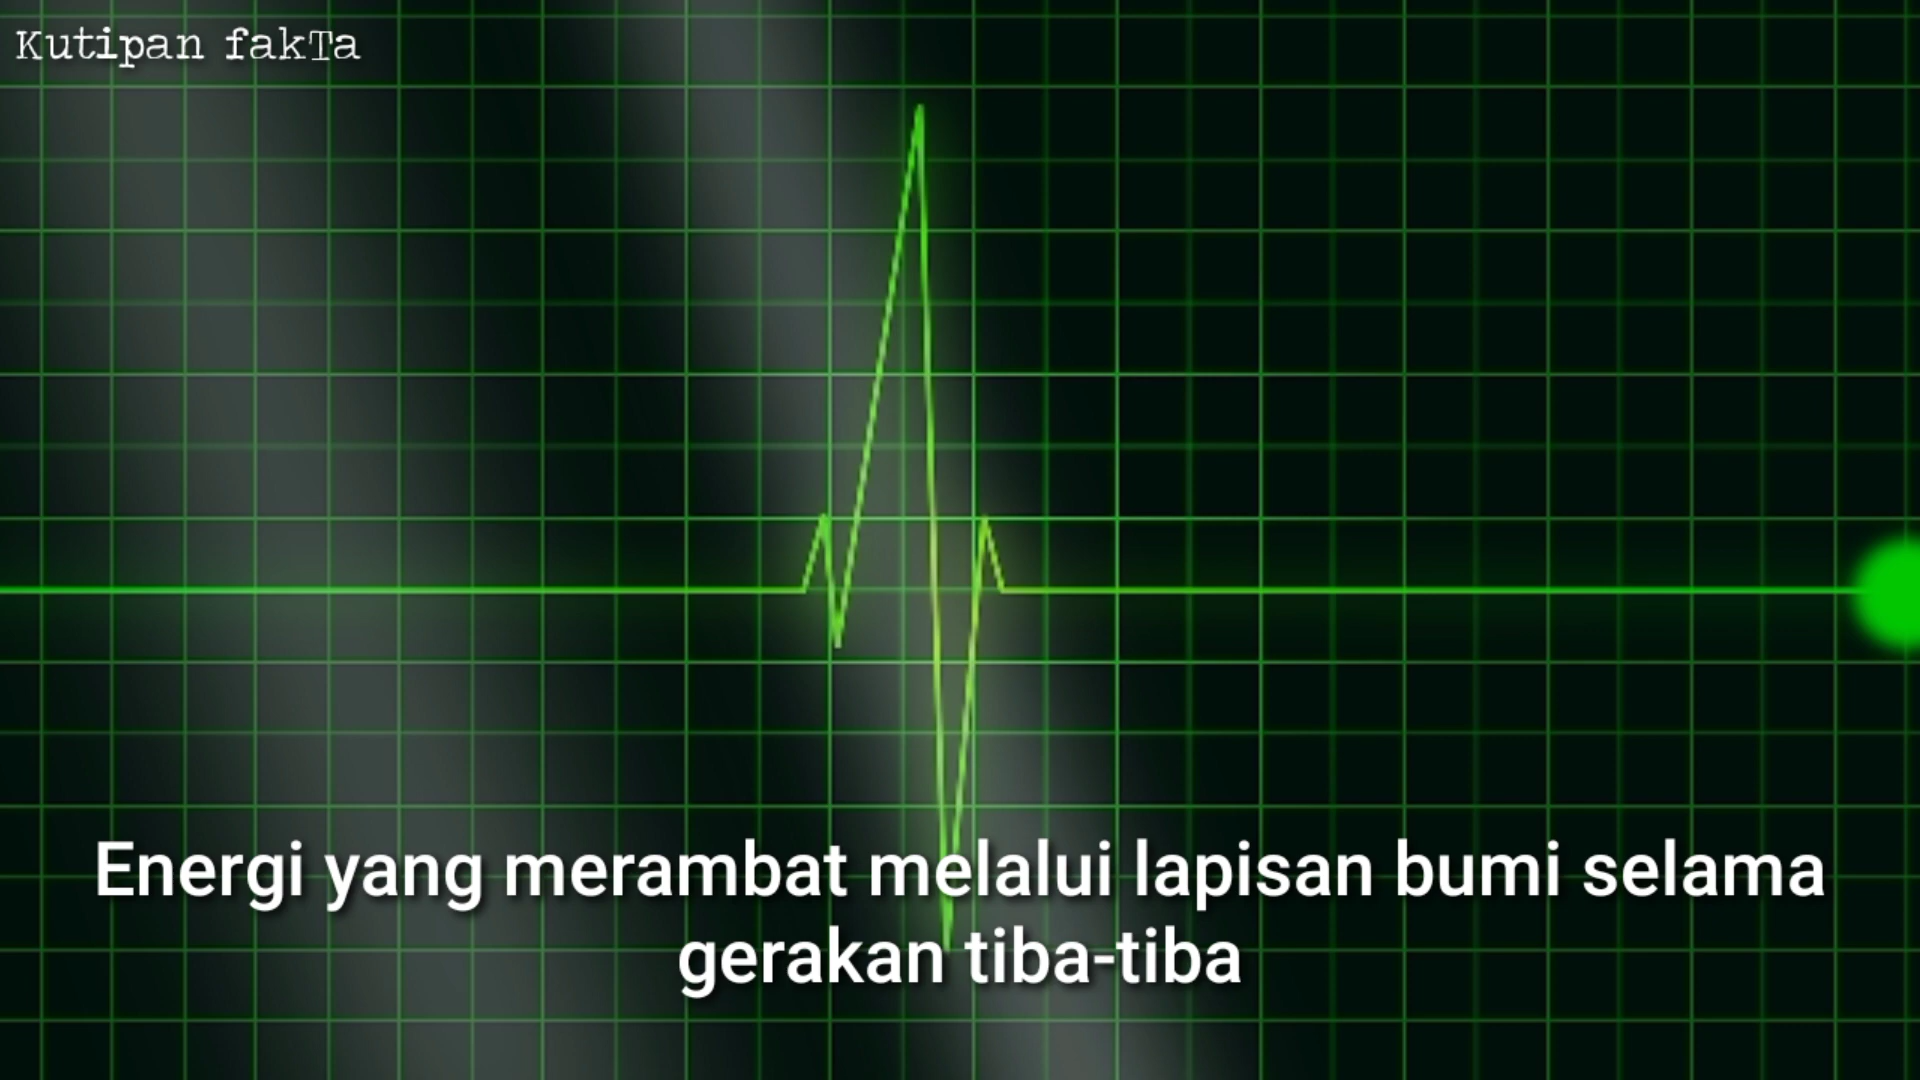 Kutipan fakTa
Energi yang merambat melalui lapisan bumi selama
gerakan tiba-tiba